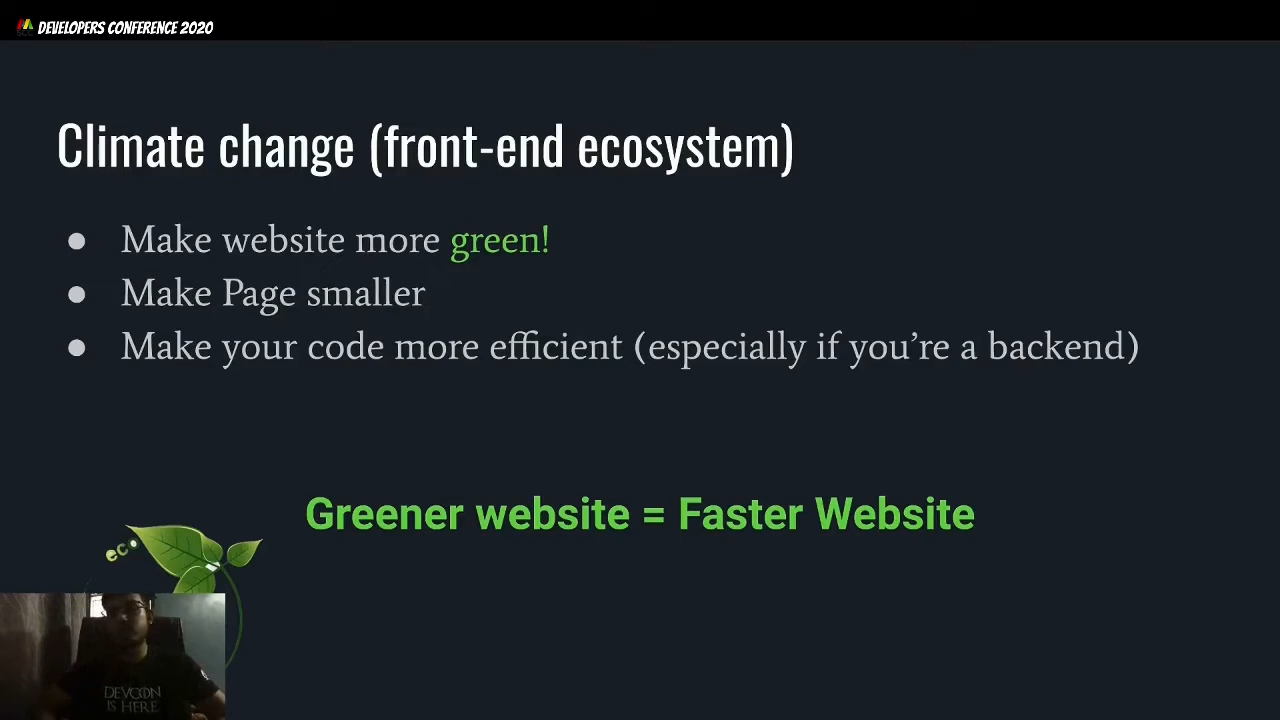 DEVELOPERS CONFERENCE 2020
Climate change (front-end ecosystem)
● Make website more green!
● Make Page smaller
● Make your code more efficient (especially if you're a backend)
Greener website = Faster Website
eco
DEVCON
IS HERE